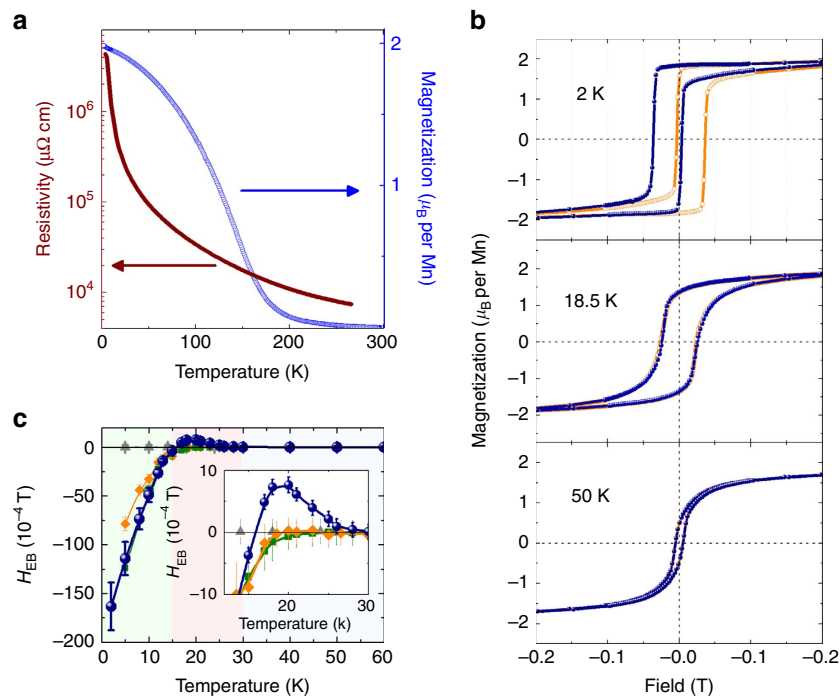 a
Resistivity (μΩ cm)
10⁶
10⁵
10⁴
0 100 200 300
Temperature (K)
2
1
Magnetization (μB per Mn)
b
2 K
2
1
0
−1
−2
18.5 K
2
1
0
−1
−2
50 K
2
1
0
−1
−2
Magnetization (μB per Mn)
−0.2 −0.1 −0.0 −0.1 −0.2
Field (T)
c
HEB (10⁻⁴ T)
0
−50
−100
−150
−200
0 10 20 30 40 50 60
Temperature (K)
HEB (10⁻⁴ T)
10
0
−10
20 30
Temperature (k)